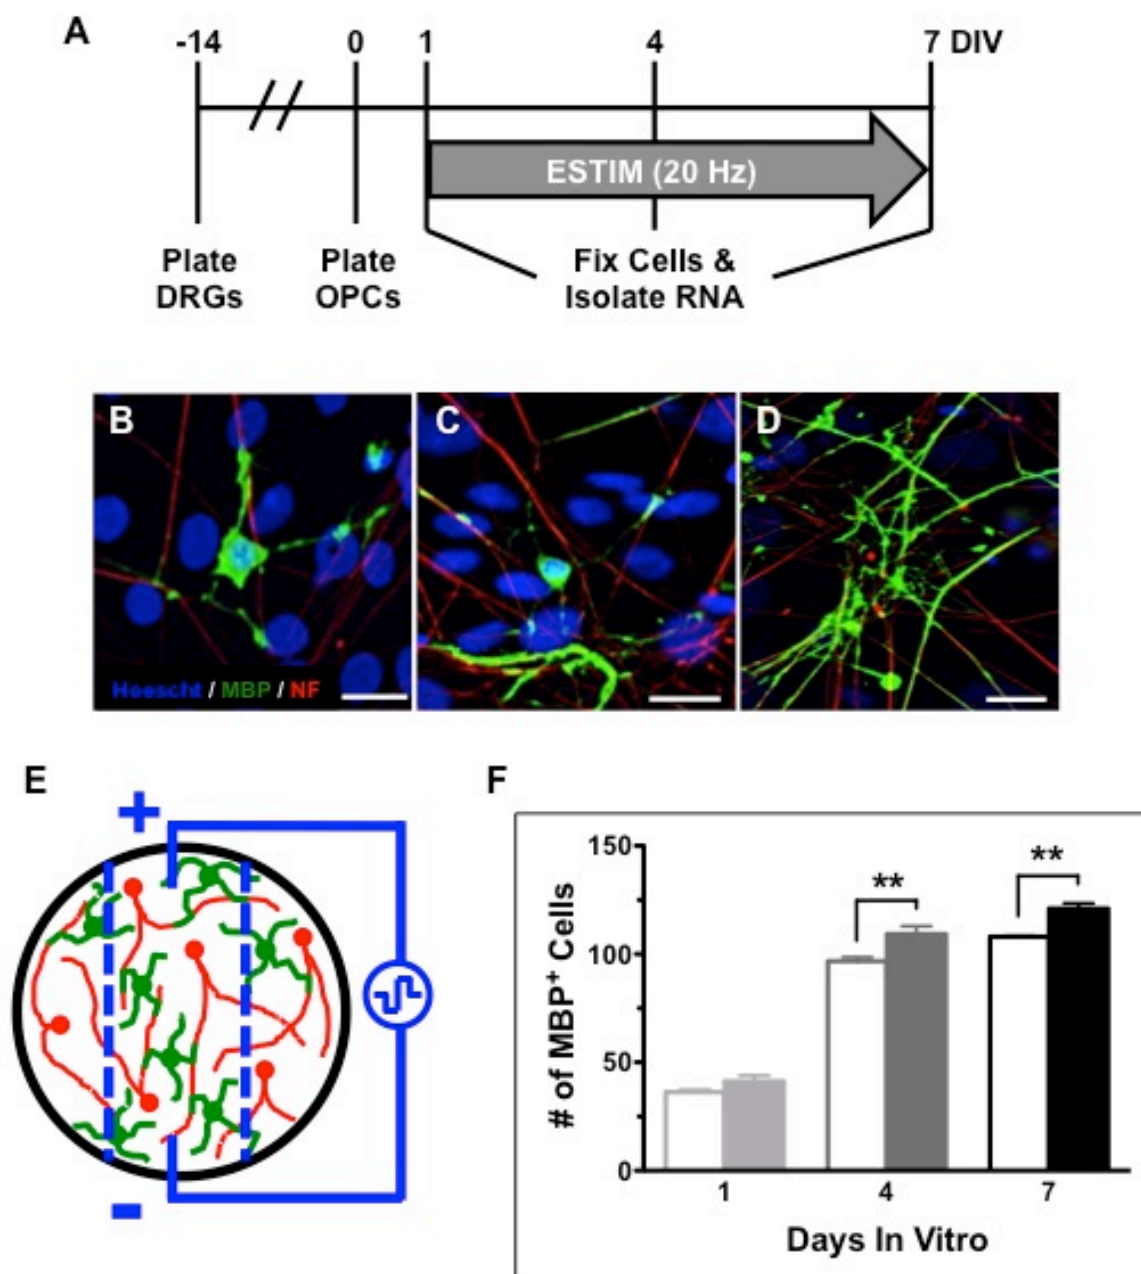 A
-14
0
1
4
7 DIV
ESTIM (20 Hz)
Plate
DRGs
Plate
OPCs
Fix Cells &
Isolate RNA
B
C
D
Hoescht / MBP / NF
E
F
+
-
# of MBP⁺ Cells
150
100
50
0
**
**
1
4
7
Days In Vitro